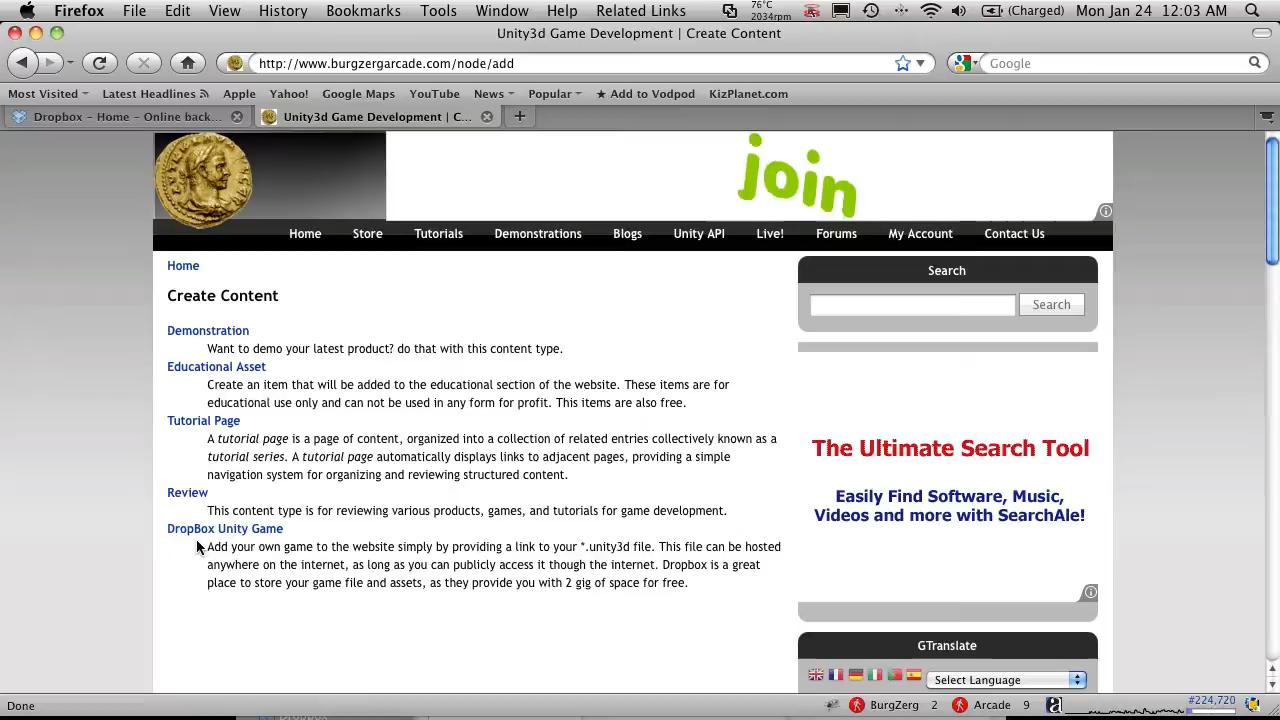 Firefox File Edit View History Bookmarks Tools Window Help Related Links 76°C 2034rpm (Charged) Mon Jan 24 12:03 AM
Unity3d Game Development | Create Content
http://www.burgzergarcade.com/node/add Google
Most Visited Latest Headlines Apple Yahoo! Google Maps YouTube News Popular ★ Add to Vodpod KizPlanet.com
Dropbox – Home – Online back... Unity3d Game Development | C...
join
Home Store Tutorials Demonstrations Blogs Unity API Live! Forums My Account Contact Us
Home
Search
Create Content
Search
Demonstration
Want to demo your latest product? do that with this content type.
Educational Asset
Create an item that will be added to the educational section of the website. These items are for
educational use only and can not be used in any form for profit. This items are also free.
Tutorial Page
A tutorial page is a page of content, organized into a collection of related entries collectively known as a
tutorial series. A tutorial page automatically displays links to adjacent pages, providing a simple
navigation system for organizing and reviewing structured content.
Review
This content type is for reviewing various products, games, and tutorials for game development.
DropBox Unity Game
Add your own game to the website simply by providing a link to your *.unity3d file. This file can be hosted
anywhere on the internet, as long as you can publicly access it though the internet. Dropbox is a great
place to store your game file and assets, as they provide you with 2 gig of space for free.
The Ultimate Search Tool
Easily Find Software, Music,
Videos and more with SearchAle!
GTranslate
Select Language
Done BurgZerg 2 Arcade 9 #224,720